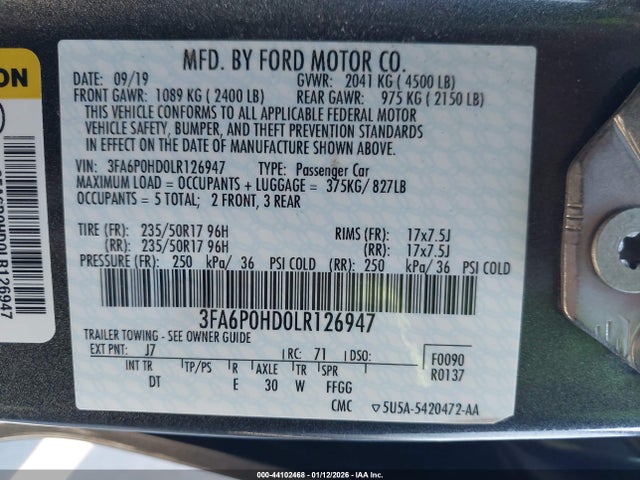 MFD. BY FORD MOTOR CO.
DATE: 09/19 GVWR: 2041 KG ( 4500 LB)
FRONT GAWR: 1089 KG ( 2400 LB) REAR GAWR: 975 KG ( 2150 LB)
THIS VEHICLE CONFORMS TO ALL APPLICABLE FEDERAL MOTOR
VEHICLE SAFETY, BUMPER, AND THEFT PREVENTION STANDARDS
IN EFFECT ON THE DATE OF MANUFACTURE SHOWN ABOVE.
VIN: 3FA6P0HD0LR126947 TYPE: Passenger Car
MAXIMUM LOAD = OCCUPANTS + LUGGAGE = 375KG/ 827LB
OCCUPANTS = 5 TOTAL; 2 FRONT, 3 REAR
TIRE (FR): 235/50R17 96H RIMS (FR): 17x7.5J
(RR): 235/50R17 96H (RR): 17x7.5J
PRESSURE (FR): 250 kPa/ 36 PSI COLD (RR): 250 kPa/ 36 PSI COLD
3FA6P0HD0LR126947
TRAILER TOWING - SEE OWNER GUIDE
EXT PNT: J7 RC: 71 DSO: F0090
INT TR TP/PS R AXLE TR SPR R0137
DT E 30 W FFGG
CMC 5U5A-5420472-AA
ON
3FA6P0HD0LR126947
000-44102468 - 01/12/2026 - IAA Inc.